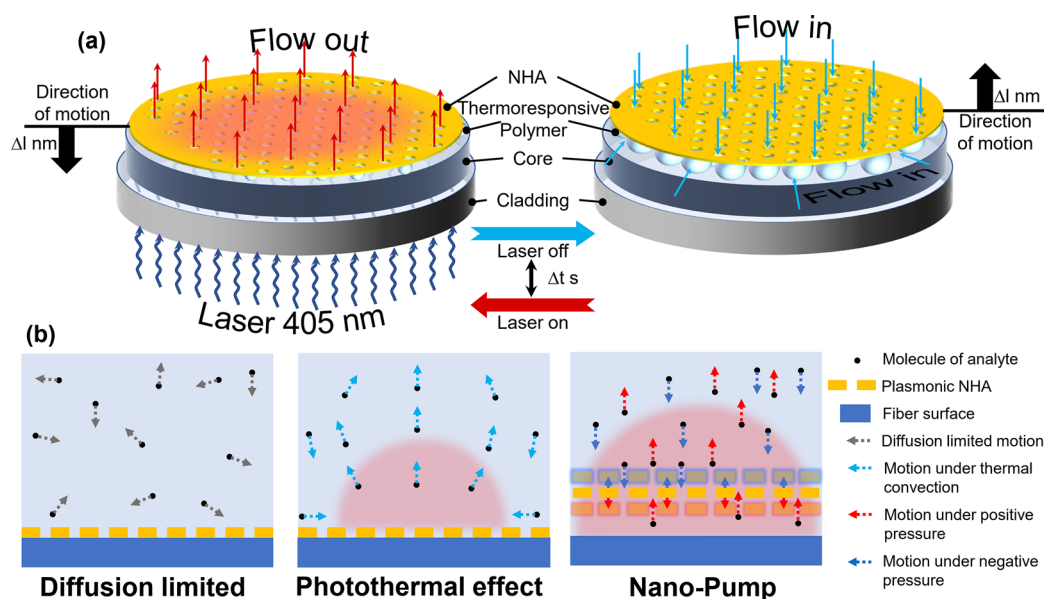 (a)
Flow out
Flow in
NHA
Thermoresponsive
Polymer
Core
Cladding
Direction
of motion
Δl nm
Δl nm
Direction
of motion
Flow in
Laser off
Δt s
Laser on
Laser 405 nm
(b)
Diffusion limited
Photothermal effect
Nano-Pump
Molecule of analyte
Plasmonic NHA
Fiber surface
Diffusion limited motion
Motion under thermal
convection
Motion under positive
pressure
Motion under negative
pressure